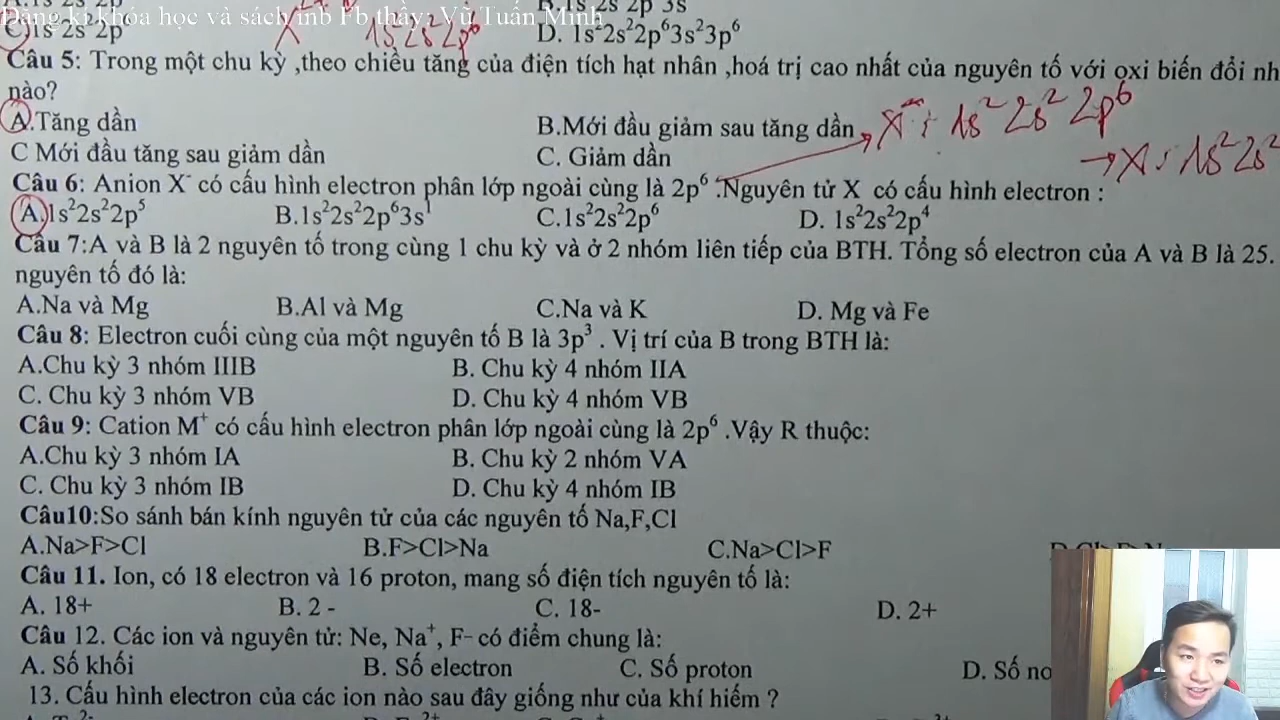 Đăng kí khóa học và sách inb Fb thầy: Vũ Tuấn Minh
C.1s²2s²2p⁶ X 1s²2s²2p⁶ D. 1s²2s²2p⁶3s²3p⁶
Câu 5: Trong một chu kỳ ,theo chiều tăng của điện tích hạt nhân ,hoá trị cao nhất của nguyên tố với oxi biến đổi nh
nào?
A.Tăng dần B.Mới đầu giảm sau tăng dần X⁻: 1s² 2s² 2p⁶
C Mới đầu tăng sau giảm dần C. Giảm dần → X: 1s² 2s²
Câu 6: Anion X⁻ có cấu hình electron phân lớp ngoài cùng là 2p⁶ .Nguyên tử X có cấu hình electron :
A.1s²2s²2p⁵ B.1s²2s²2p⁶3s¹ C.1s²2s²2p⁶ D. 1s²2s²2p⁴
Câu 7:A và B là 2 nguyên tố trong cùng 1 chu kỳ và ở 2 nhóm liên tiếp của BTH. Tổng số electron của A và B là 25.
nguyên tố đó là:
A.Na và Mg B.Al và Mg C.Na và K D. Mg và Fe
Câu 8: Electron cuối cùng của một nguyên tố B là 3p³ . Vị trí của B trong BTH là:
A.Chu kỳ 3 nhóm IIIB B. Chu kỳ 4 nhóm IIA
C. Chu kỳ 3 nhóm VB D. Chu kỳ 4 nhóm VB
Câu 9: Cation M⁺ có cấu hình electron phân lớp ngoài cùng là 2p⁶ .Vậy R thuộc:
A.Chu kỳ 3 nhóm IA B. Chu kỳ 2 nhóm VA
C. Chu kỳ 3 nhóm IB D. Chu kỳ 4 nhóm IB
Câu10:So sánh bán kính nguyên tử của các nguyên tố Na,F,Cl
A.Na>F>Cl B.F>Cl>Na C.Na>Cl>F
Câu 11. Ion, có 18 electron và 16 proton, mang số điện tích nguyên tố là:
A. 18+ B. 2 - C. 18- D. 2+
Câu 12. Các ion và nguyên tử: Ne, Na⁺, F⁻ có điểm chung là:
A. Số khối B. Số electron C. Số proton D. Số no
13. Cấu hình electron của các ion nào sau đây giống như của khí hiếm ?